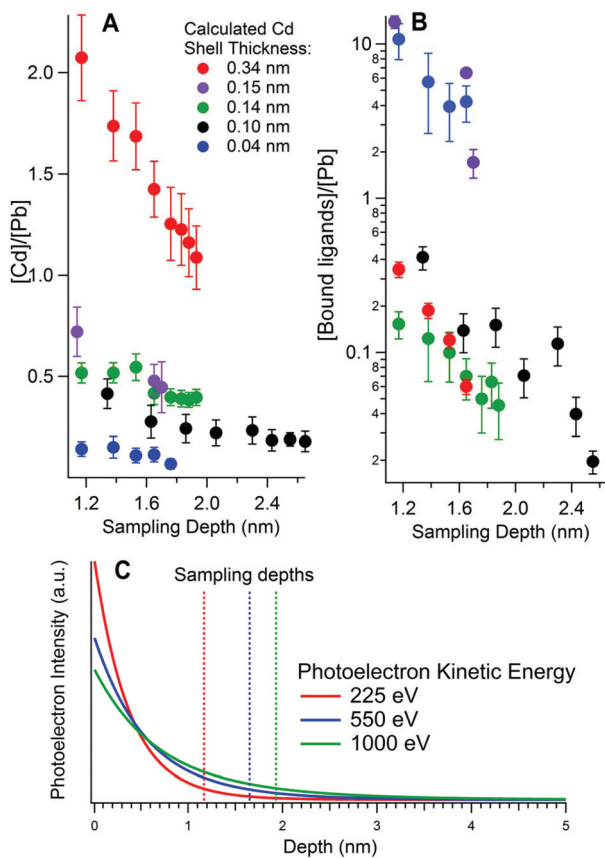 A
Calculated Cd
Shell Thickness:
0.34 nm
0.15 nm
0.14 nm
0.10 nm
0.04 nm
[Cd]/[Pb]
2.0
1.5
1.0
0.5
1.2 1.6 2.0 2.4
Sampling Depth (nm)
B
[Bound ligands]/[Pb]
10
8
6
4
2
1
8
6
4
2
0.1
8
6
4
2
1.2 1.6 2.0 2.4
Sampling Depth (nm)
C
Sampling depths
Photoelectron Intensity (a.u.)
Photoelectron Kinetic Energy
225 eV
550 eV
1000 eV
0 1 2 3 4 5
Depth (nm)